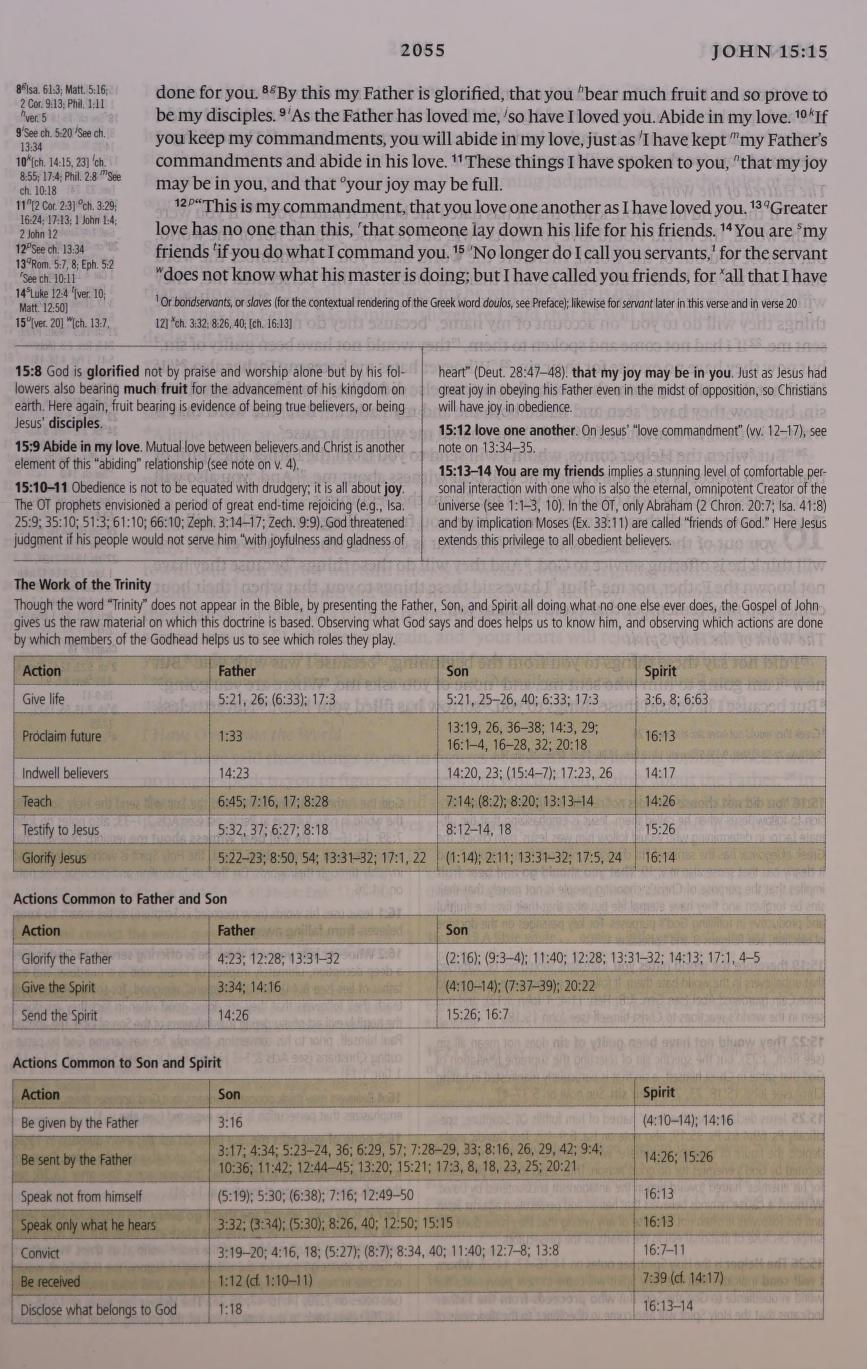 2055 JOHN 15:15
8 gIsa. 61:3; Matt. 5:16;
2 Cor. 9:13; Phil. 1:11
hver. 5
9 iSee ch. 5:20 jSee ch.
13:34
10 k[ch. 14:15, 23] lch.
8:55; 17:4; Phil. 2:8 mSee
ch. 10:18
11 n[2 Cor. 2:3] och. 3:29;
16:24; 17:13; 1 John 1:4;
2 John 12
12 pSee ch. 13:34
13 qRom. 5:7, 8; Eph. 5:2
rSee ch. 10:11
14 sLuke 12:4 t[ver. 10;
Matt. 12:50]
15 u[ver. 20] w[ch. 13:7,
done for you. 8 gBy this my Father is glorified, that you hbear much fruit and so prove to
be my disciples. 9 iAs the Father has loved me, jso have I loved you. Abide in my love. 10 kIf
you keep my commandments, you will abide in my love, just as lI have kept mmy Father's
commandments and abide in his love. 11 These things I have spoken to you, nthat my joy
may be in you, and that oyour joy may be full.
12 p"This is my commandment, that you love one another as I have loved you. 13 qGreater
love has no one than this, rthat someone lay down his life for his friends. 14 You are smy
friends tif you do what I command you. 15 uNo longer do I call you servants,1 for the servant
wdoes not know what his master is doing; but I have called you friends, for xall that I have
1 Or bondservants, or slaves (for the contextual rendering of the Greek word doulos, see Preface); likewise for servant later in this verse and in verse 20
12] xch. 3:32; 8:26, 40; [ch. 16:13]
15:8 God is glorified not by praise and worship alone but by his fol-
lowers also bearing much fruit for the advancement of his kingdom on
earth. Here again, fruit bearing is evidence of being true believers, or being
Jesus' disciples.
15:9 Abide in my love. Mutual love between believers and Christ is another
element of this "abiding" relationship (see note on v. 4).
15:10–11 Obedience is not to be equated with drudgery; it is all about joy.
The OT prophets envisioned a period of great end-time rejoicing (e.g., Isa.
25:9; 35:10; 51:3; 61:10; 66:10; Zeph. 3:14–17; Zech. 9:9). God threatened
judgment if his people would not serve him "with joyfulness and gladness of
heart" (Deut. 28:47–48). that my joy may be in you. Just as Jesus had
great joy in obeying his Father even in the midst of opposition, so Christians
will have joy in obedience.
15:12 love one another. On Jesus' "love commandment" (vv. 12–17), see
note on 13:34–35.
15:13–14 You are my friends implies a stunning level of comfortable per-
sonal interaction with one who is also the eternal, omnipotent Creator of the
universe (see 1:1–3, 10). In the OT, only Abraham (2 Chron. 20:7; Isa. 41:8)
and by implication Moses (Ex. 33:11) are called "friends of God." Here Jesus
extends this privilege to all obedient believers.
The Work of the Trinity
Though the word "Trinity" does not appear in the Bible, by presenting the Father, Son, and Spirit all doing what no one else ever does, the Gospel of John
gives us the raw material on which this doctrine is based. Observing what God says and does helps us to know him, and observing which actions are done
by which members of the Godhead helps us to see which roles they play.
Action Father Son Spirit
Give life 5:21, 26; (6:33); 17:3 5:21, 25–26, 40; 6:33; 17:3 3:6, 8; 6:63
Proclaim future 1:33 13:19, 26, 36–38; 14:3, 29;
16:1–4, 16–28, 32; 20:18 16:13
Indwell believers 14:23 14:20, 23; (15:4–7); 17:23, 26 14:17
Teach 6:45; 7:16, 17; 8:28 7:14; (8:2); 8:20; 13:13–14 14:26
Testify to Jesus 5:32, 37; 6:27; 8:18 8:12–14, 18 15:26
Glorify Jesus 5:22–23; 8:50, 54; 13:31–32; 17:1, 22 (1:14); 2:11; 13:31–32; 17:5, 24 16:14
Actions Common to Father and Son
Action Father Son
Glorify the Father 4:23; 12:28; 13:31–32 (2:16); (9:3–4); 11:40; 12:28; 13:31–32; 14:13; 17:1, 4–5
Give the Spirit 3:34; 14:16 (4:10–14); (7:37–39); 20:22
Send the Spirit 14:26 15:26; 16:7
Actions Common to Son and Spirit
Action Son Spirit
Be given by the Father 3:16 (4:10–14); 14:16
Be sent by the Father 3:17; 4:34; 5:23–24, 36; 6:29, 57; 7:28–29, 33; 8:16, 26, 29, 42; 9:4;
10:36; 11:42; 12:44–45; 13:20; 15:21; 17:3, 8, 18, 23, 25; 20:21 14:26; 15:26
Speak not from himself (5:19); 5:30; (6:38); 7:16; 12:49–50 16:13
Speak only what he hears 3:32; (3:34); (5:30); 8:26, 40; 12:50; 15:15 16:13
Convict 3:19–20; 4:16, 18; (5:27); (8:7); 8:34, 40; 11:40; 12:7–8; 13:8 16:7–11
Be received 1:12 (cf. 1:10–11) 7:39 (cf. 14:17)
Disclose what belongs to God 1:18 16:13–14